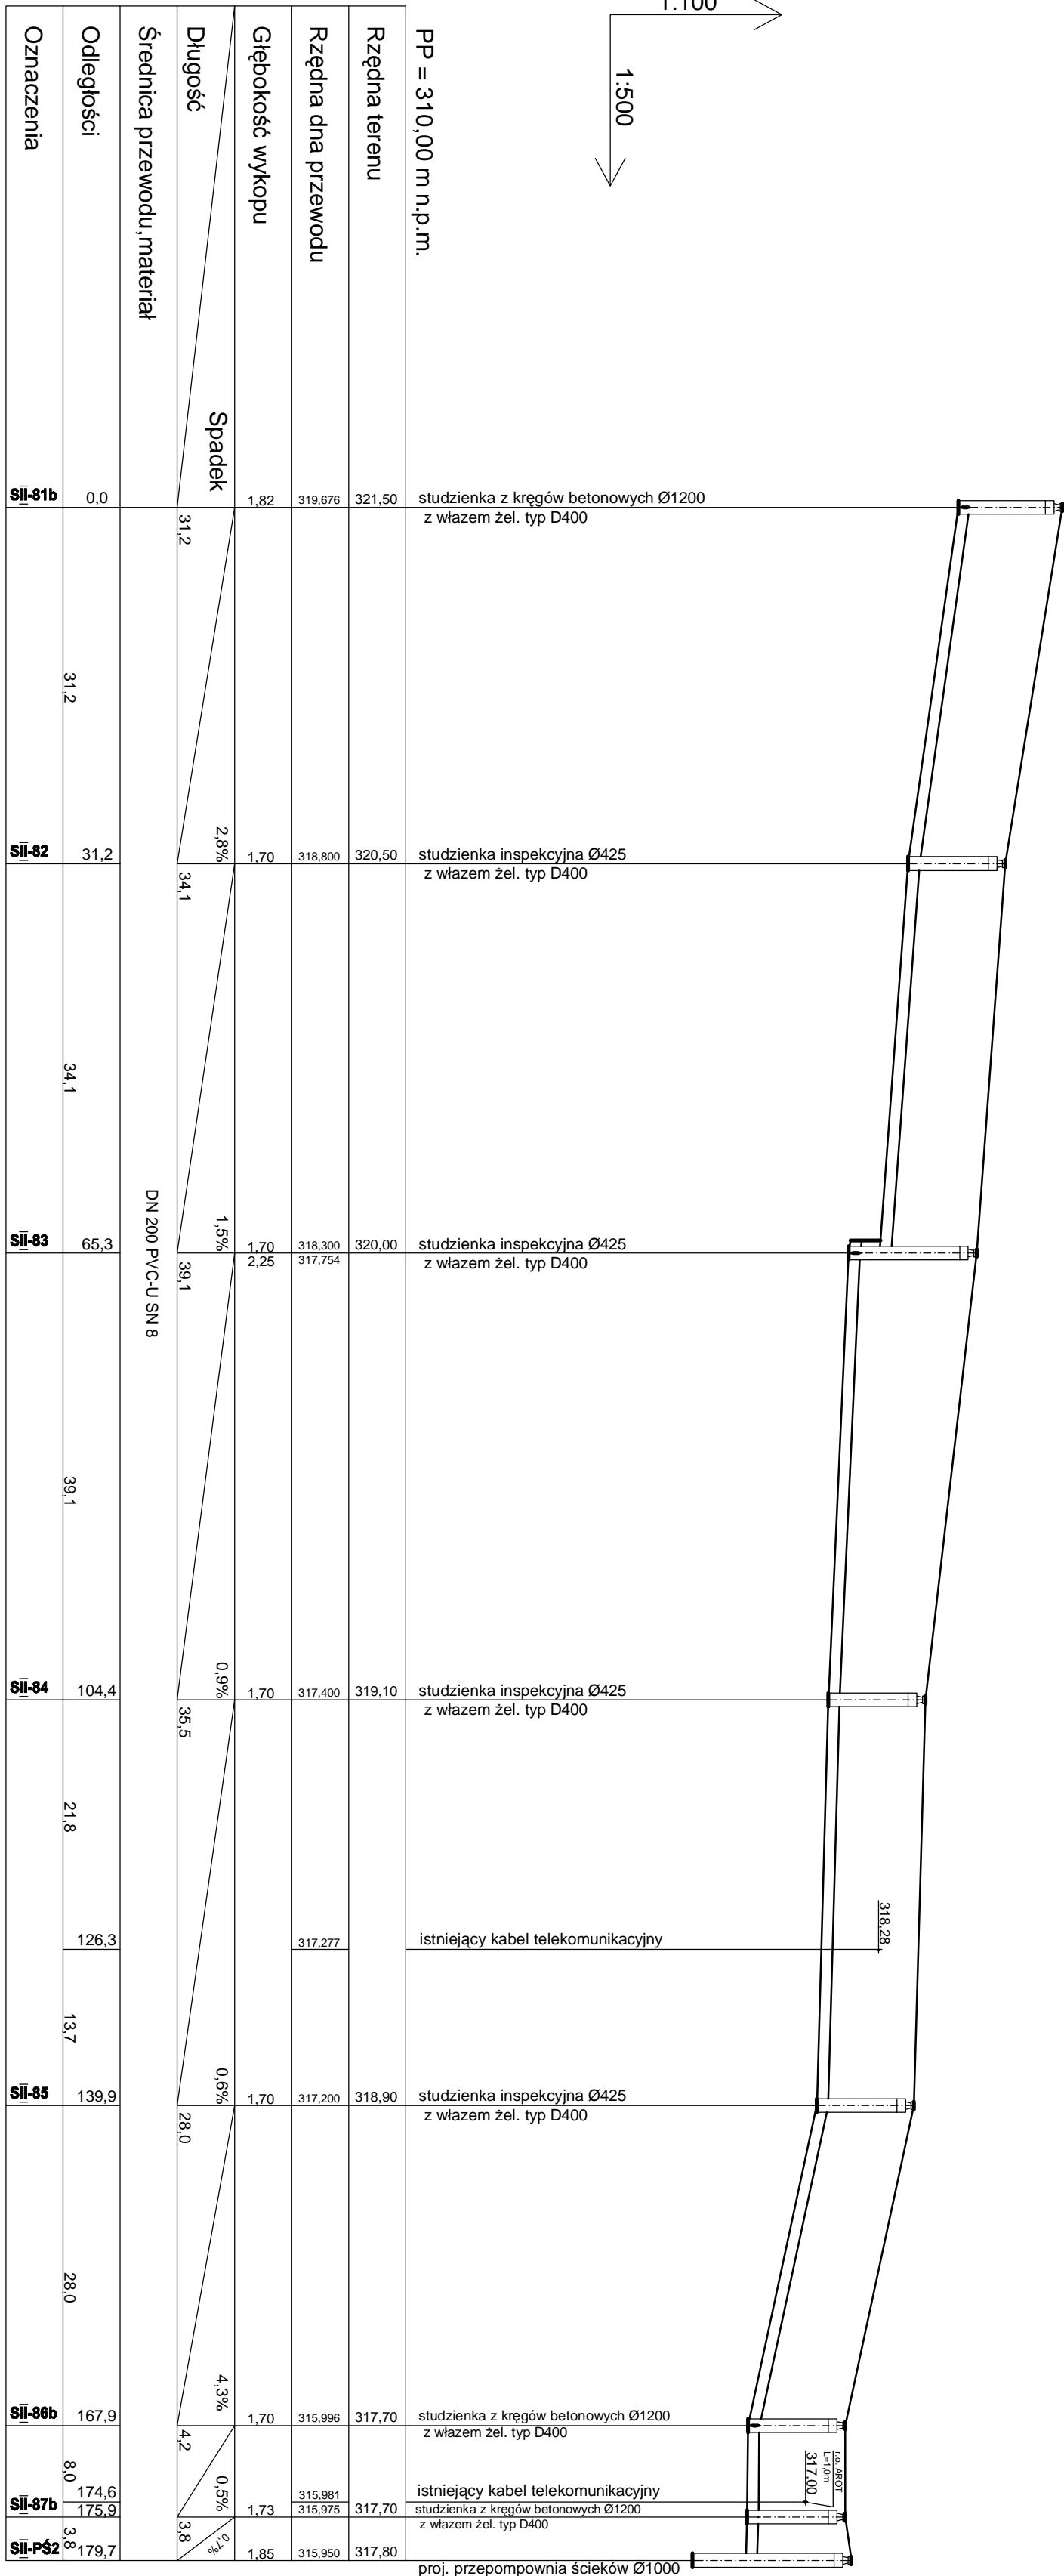 1:100
1:500
PP = 310,00 m n.p.m.
Rzędna terenu
Rzędna dna przewodu
Głębokość wykopu
Spadek
Długość
Średnica przewodu,materiał
Odległości
Oznaczenia
SII-81b
0,0
1,82
319,676
321,50
studzienka z kręgów betonowych Ø1200
z włazem żel. typ D400
31,2
31,2
2,8%
SII-82
31,2
1,70
318,800
320,50
studzienka inspekcyjna Ø425
z włazem żel. typ D400
34,1
34,1
1,5%
SII-83
65,3
1,70
318,300
320,00
studzienka inspekcyjna Ø425
2,25
317,754
z włazem żel. typ D400
39,1
DN 200 PVC-U SN 8
39,1
0,9%
SII-84
104,4
1,70
317,400
319,10
studzienka inspekcyjna Ø425
z włazem żel. typ D400
35,5
21,8
318,28
126,3
317,277
istniejący kabel telekomunikacyjny
13,7
0,6%
SII-85
139,9
1,70
317,200
318,90
studzienka inspekcyjna Ø425
z włazem żel. typ D400
28,0
28,0
4,3%
SII-86b
167,9
1,70
315,996
317,70
studzienka z kręgów betonowych Ø1200
z włazem żel. typ D400
4,2
8,0
0,5%
r.o. AROT
L=1,0m
317,00
174,6
315,981
istniejący kabel telekomunikacyjny
SII-87b
175,9
1,73
315,975
317,70
studzienka z kręgów betonowych Ø1200
z włazem żel. typ D400
3,8
3,8
0,7%
SII-PŚ2
179,7
1,85
315,950
317,80
proj. przepompownia ścieków Ø1000